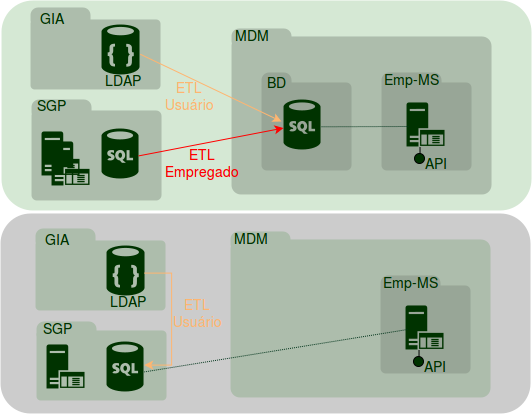 GIA
{ }
LDAP
ETL
Usuário
SGP
SQL
ETL
Empregado
MDM
BD
SQL
Emp-MS
API
GIA
{ }
LDAP
ETL
Usuário
SGP
SQL
MDM
Emp-MS
API